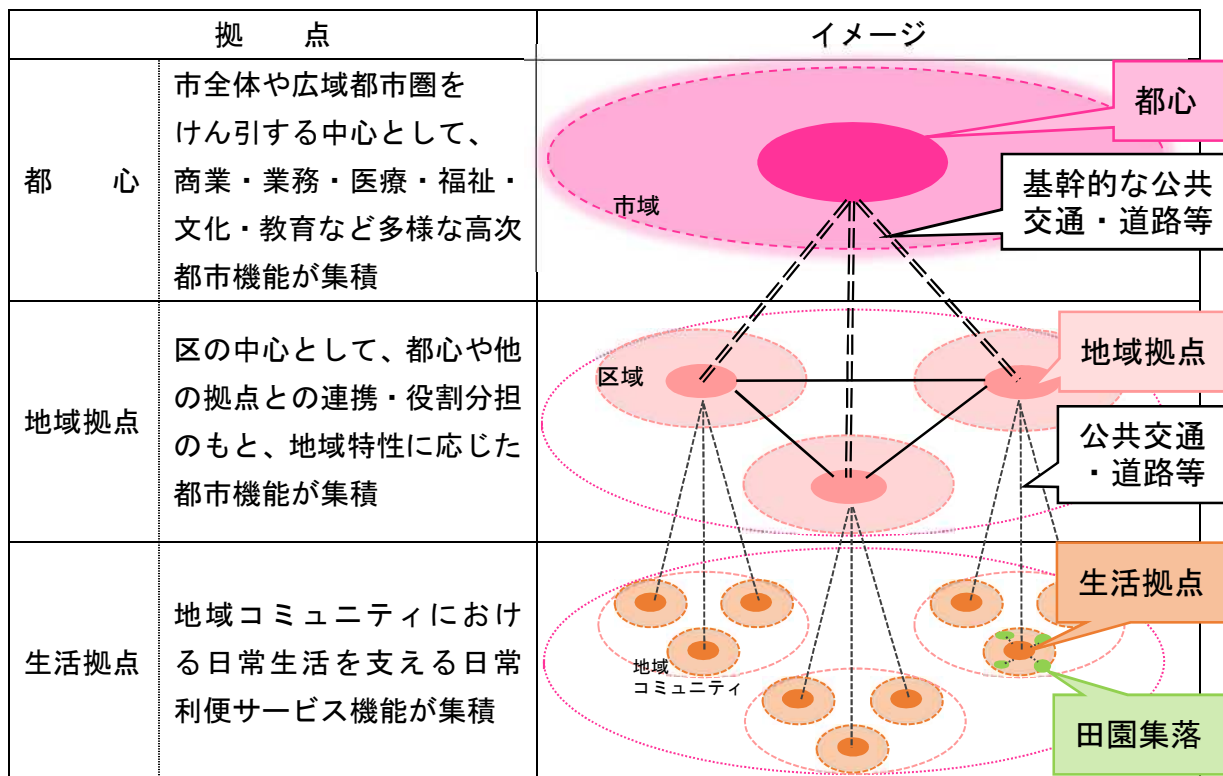 拠　点
イメージ
都　心
市全体や広域都市圏を
けん引する中心として、
商業・業務・医療・福祉・
文化・教育など多様な高次
都市機能が集積
都心
市域
基幹的な公共
交通・道路等
地域拠点
区の中心として、都心や他
の拠点との連携・役割分担
のもと、地域特性に応じた
都市機能が集積
区域
地域拠点
公共交通
・道路等
生活拠点
地域コミュニティにおけ
る日常生活を支える日常
利便サービス機能が集積
地域
コミュニティ
生活拠点
田園集落